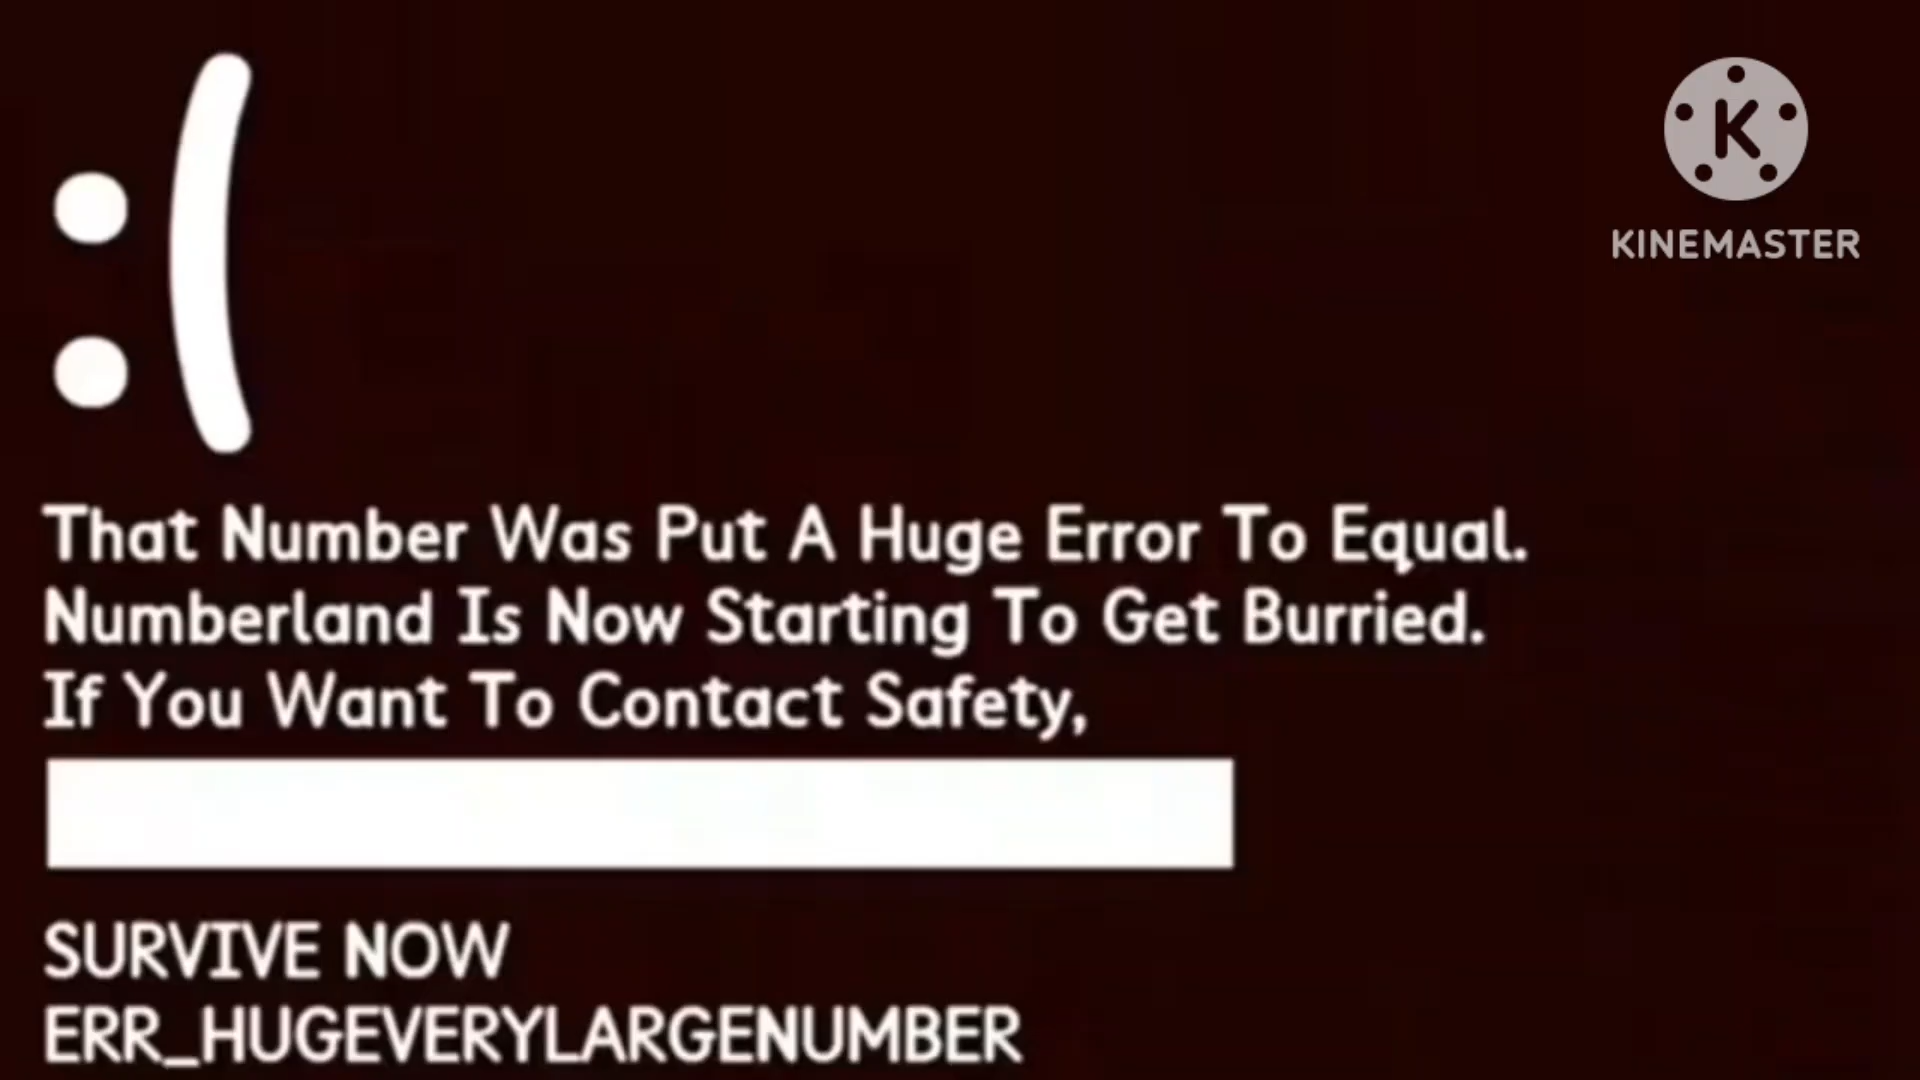 :(
K
KINEMASTER
That Number Was Put A Huge Error To Equal.
Numberland Is Now Starting To Get Burried.
If You Want To Contact Safety,
SURVIVE NOW
ERR_HUGEVERYLARGENUMBER